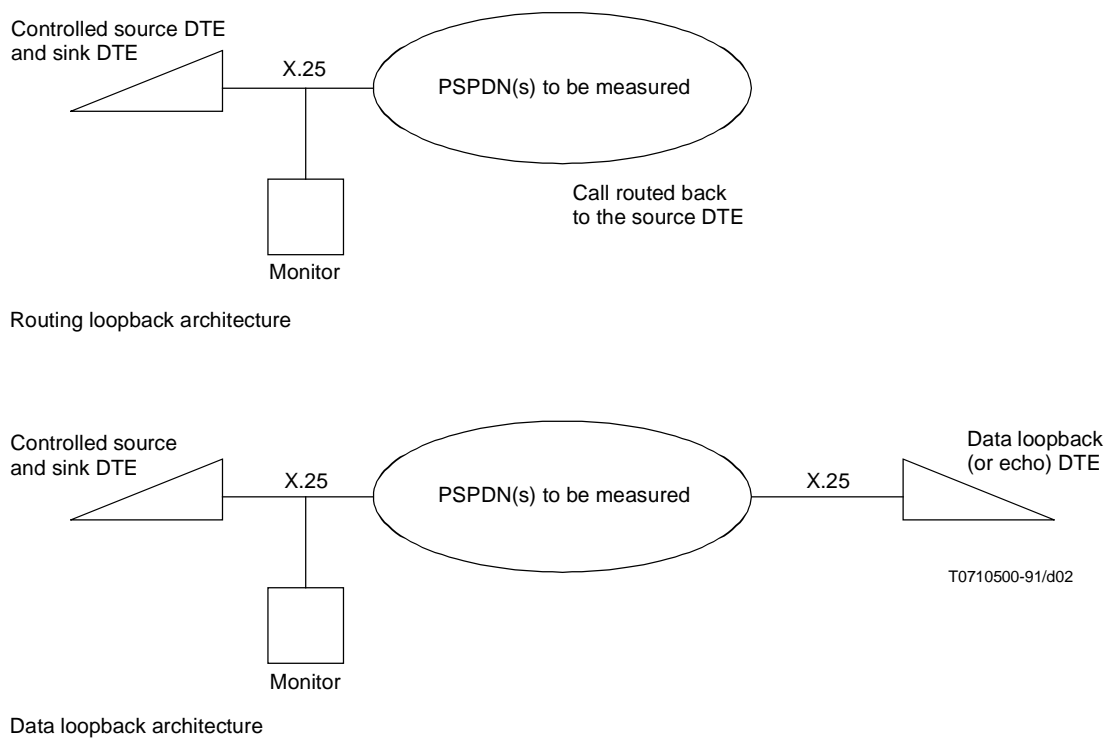 Controlled source DTE
and sink DTE
X.25
PSPDN(s) to be measured
Call routed back
to the source DTE
Monitor
Routing loopback architecture
Controlled source
and sink DTE
X.25
PSPDN(s) to be measured
X.25
Data loopback
(or echo) DTE
T0710500-91/d02
Monitor
Data loopback architecture